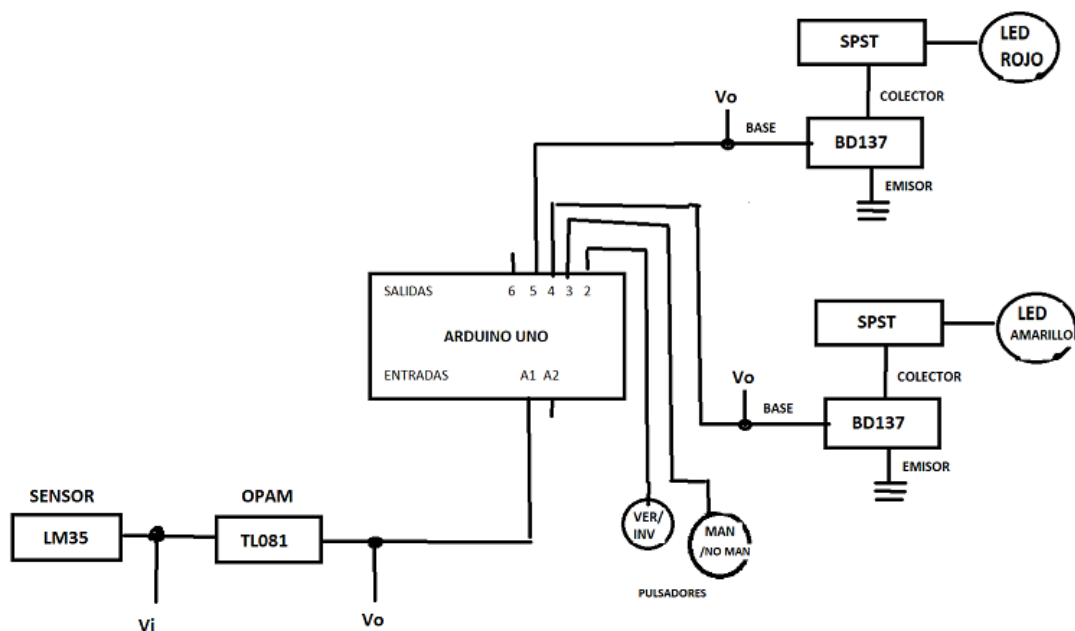 LED
ROJO
SPST
COLECTOR
Vo
BASE
BD137
EMISOR
SALIDAS 6 5 4 3 2
ARDUINO UNO
ENTRADAS A1 A2
LED
AMARILLO
SPST
COLECTOR
Vo
BASE
BD137
EMISOR
SENSOR OPAM
LM35 TL081
Vi
Vo
VER/
INV
MAN
/NO MAN
PULSADORES